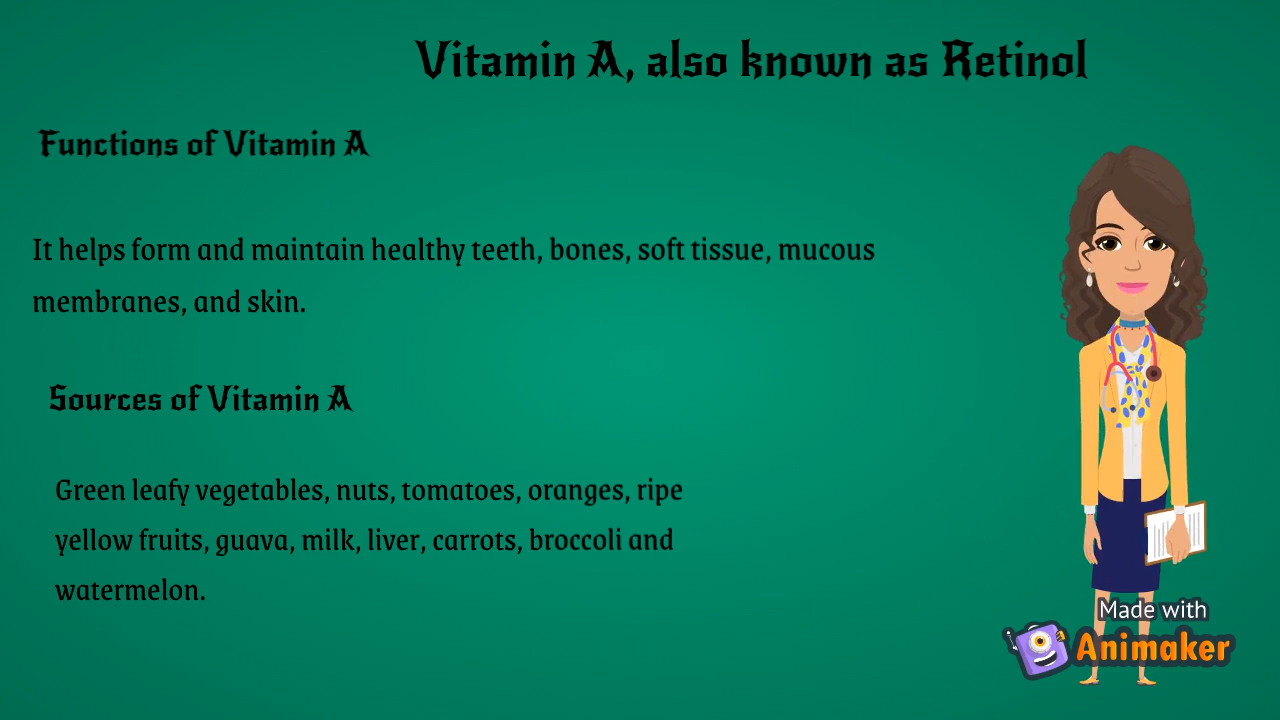 Vitamin A, also known as Retinol
Functions of Vitamin A
It helps form and maintain healthy teeth, bones, soft tissue, mucous
membranes, and skin.
Sources of Vitamin A
Green leafy vegetables, nuts, tomatoes, oranges, ripe
yellow fruits, guava, milk, liver, carrots, broccoli and
watermelon.
Made with
Animaker